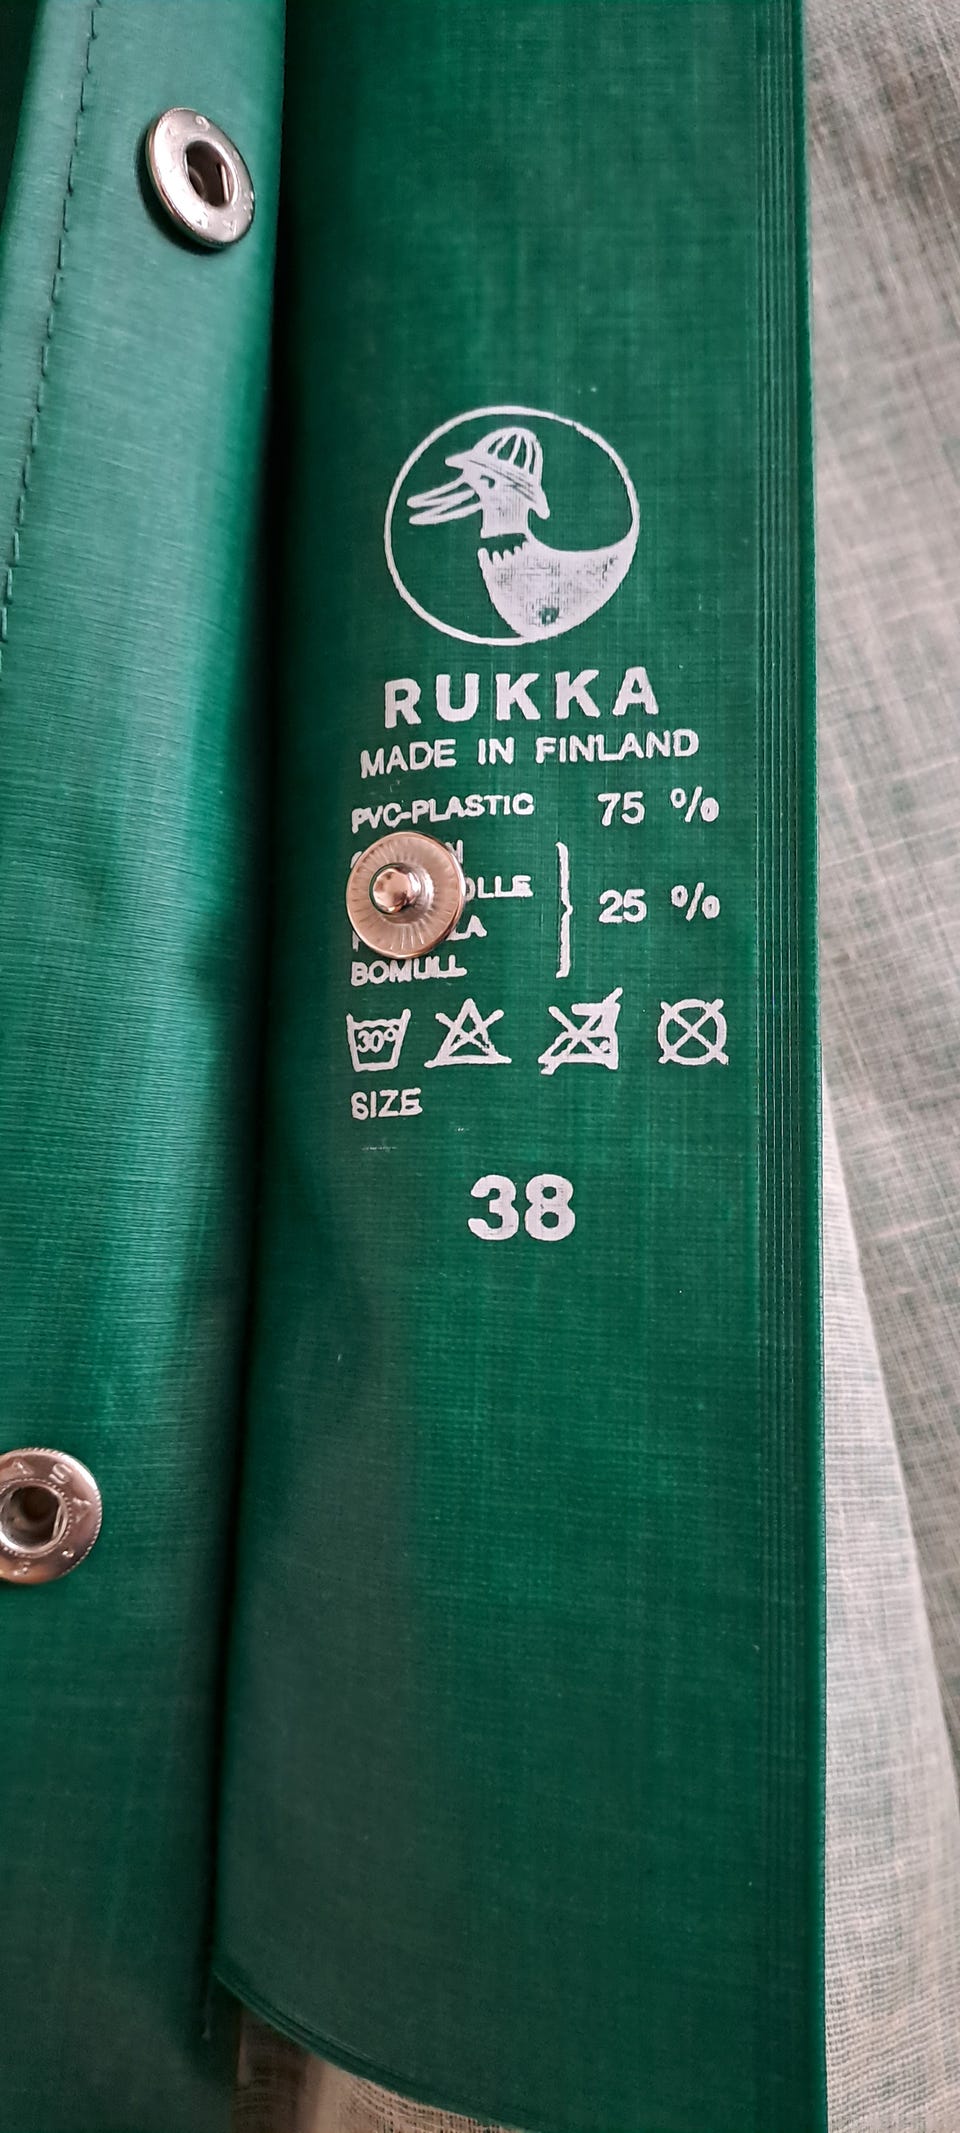 RUKKA
MADE IN FINLAND
PVC-PLASTIC 75 %
25 %
BOMULL
30°
SIZE
38